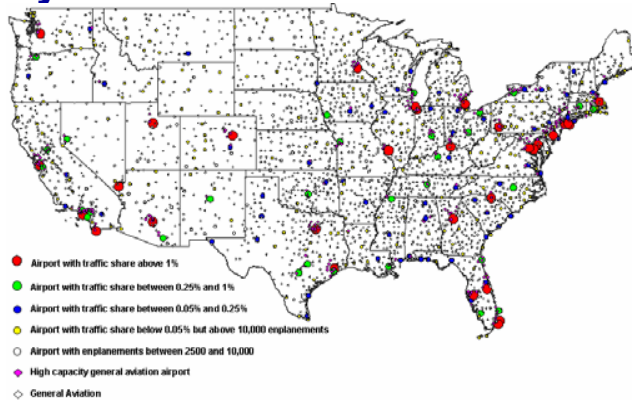 Airport with traffic share above 1%
Airport with traffic share between 0.25% and 1%
Airport with traffic share between 0.05% and 0.25%
Airport with traffic share below 0.05% but above 10,000 enplanements
Airport with enplanements between 2500 and 10,000
High capacity general aviation airport
General Aviation